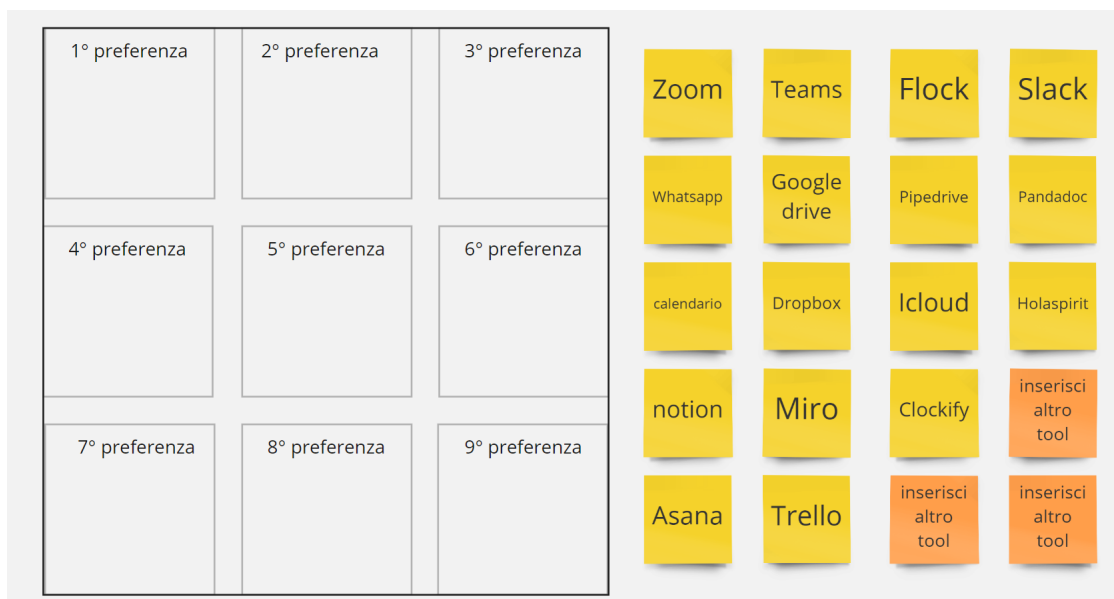 1° preferenza
2° preferenza
3° preferenza
4° preferenza
5° preferenza
6° preferenza
7° preferenza
8° preferenza
9° preferenza
Zoom
Teams
Flock
Slack
Whatsapp
Google
drive
Pipedrive
Pandadoc
calendario
Dropbox
Icloud
Holaspirit
notion
Miro
Clockify
inserisci
altro
tool
Asana
Trello
inserisci
altro
tool
inserisci
altro
tool